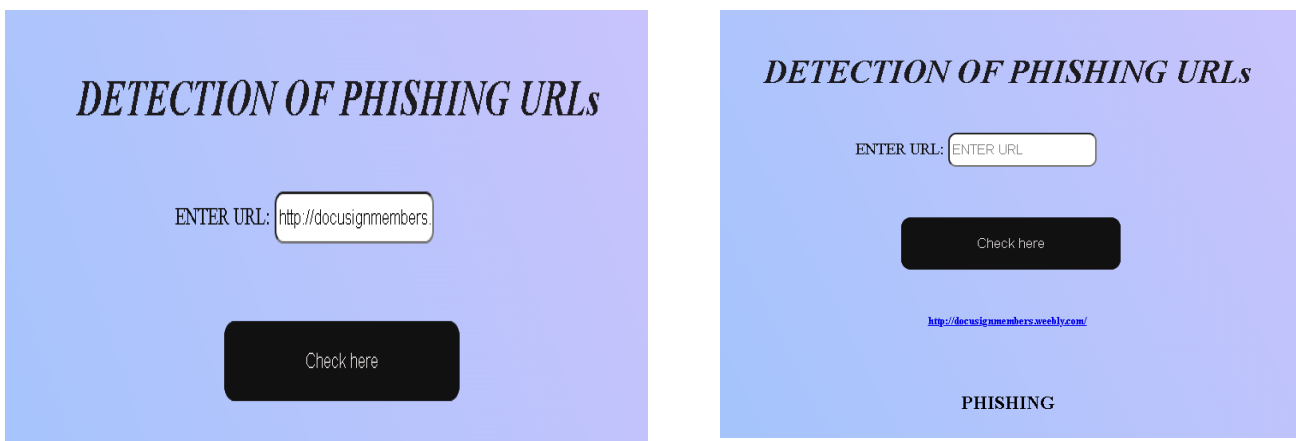 DETECTION OF PHISHING URLs
ENTER URL: http://docusignmembers.
Check here
DETECTION OF PHISHING URLs
ENTER URL: ENTER URL
Check here
http://docusignmembers.weebly.com/
PHISHING